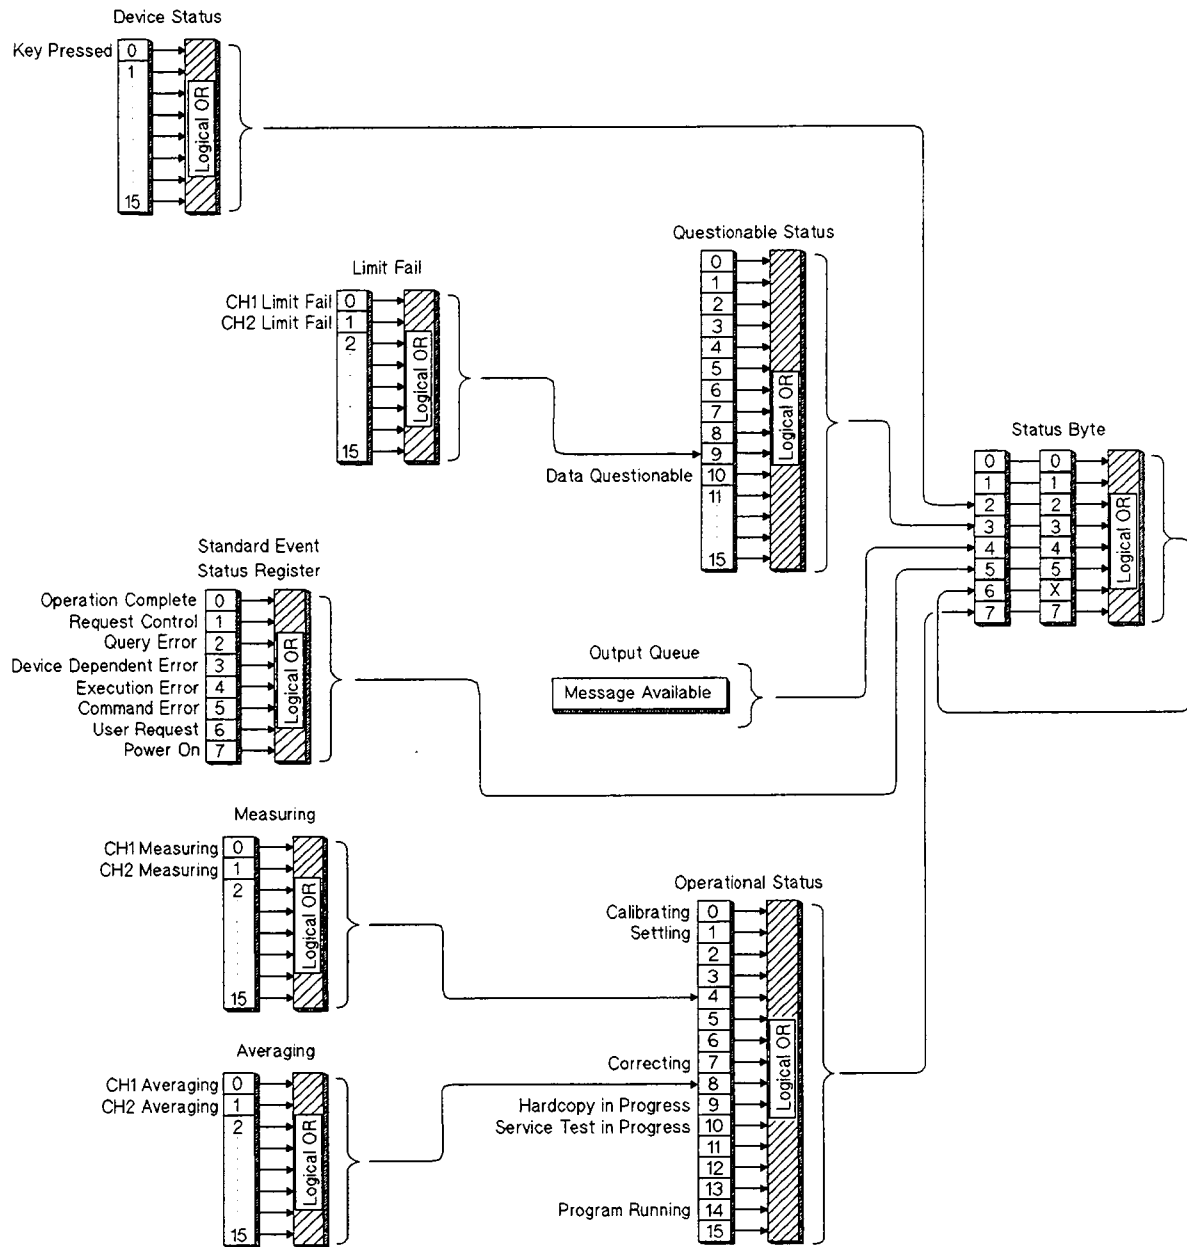 Device Status
Key Pressed 0
1
15
Logical OR
Limit Fail
CH1 Limit Fail 0
CH2 Limit Fail 1
2
15
Logical OR
Questionable Status
0
1
2
3
4
5
6
7
8
9
Data Questionable 10
11
15
Logical OR
Standard Event
Status Register
Operation Complete 0
Request Control 1
Query Error 2
Device Dependent Error 3
Execution Error 4
Command Error 5
User Request 6
Power On 7
Logical OR
Output Queue
Message Available
Status Byte
0 0
1 1
2 2
3 3
4 4
5 5
6 X
7 7
Logical OR
Measuring
CH1 Measuring 0
CH2 Measuring 1
2
15
Logical OR
Averaging
CH1 Averaging 0
CH2 Averaging 1
2
15
Logical OR
Operational Status
Calibrating 0
Settling 1
2
3
4
5
6
Correcting 7
8
Hardcopy in Progress 9
Service Test in Progress 10
11
12
13
Program Running 14
15
Logical OR